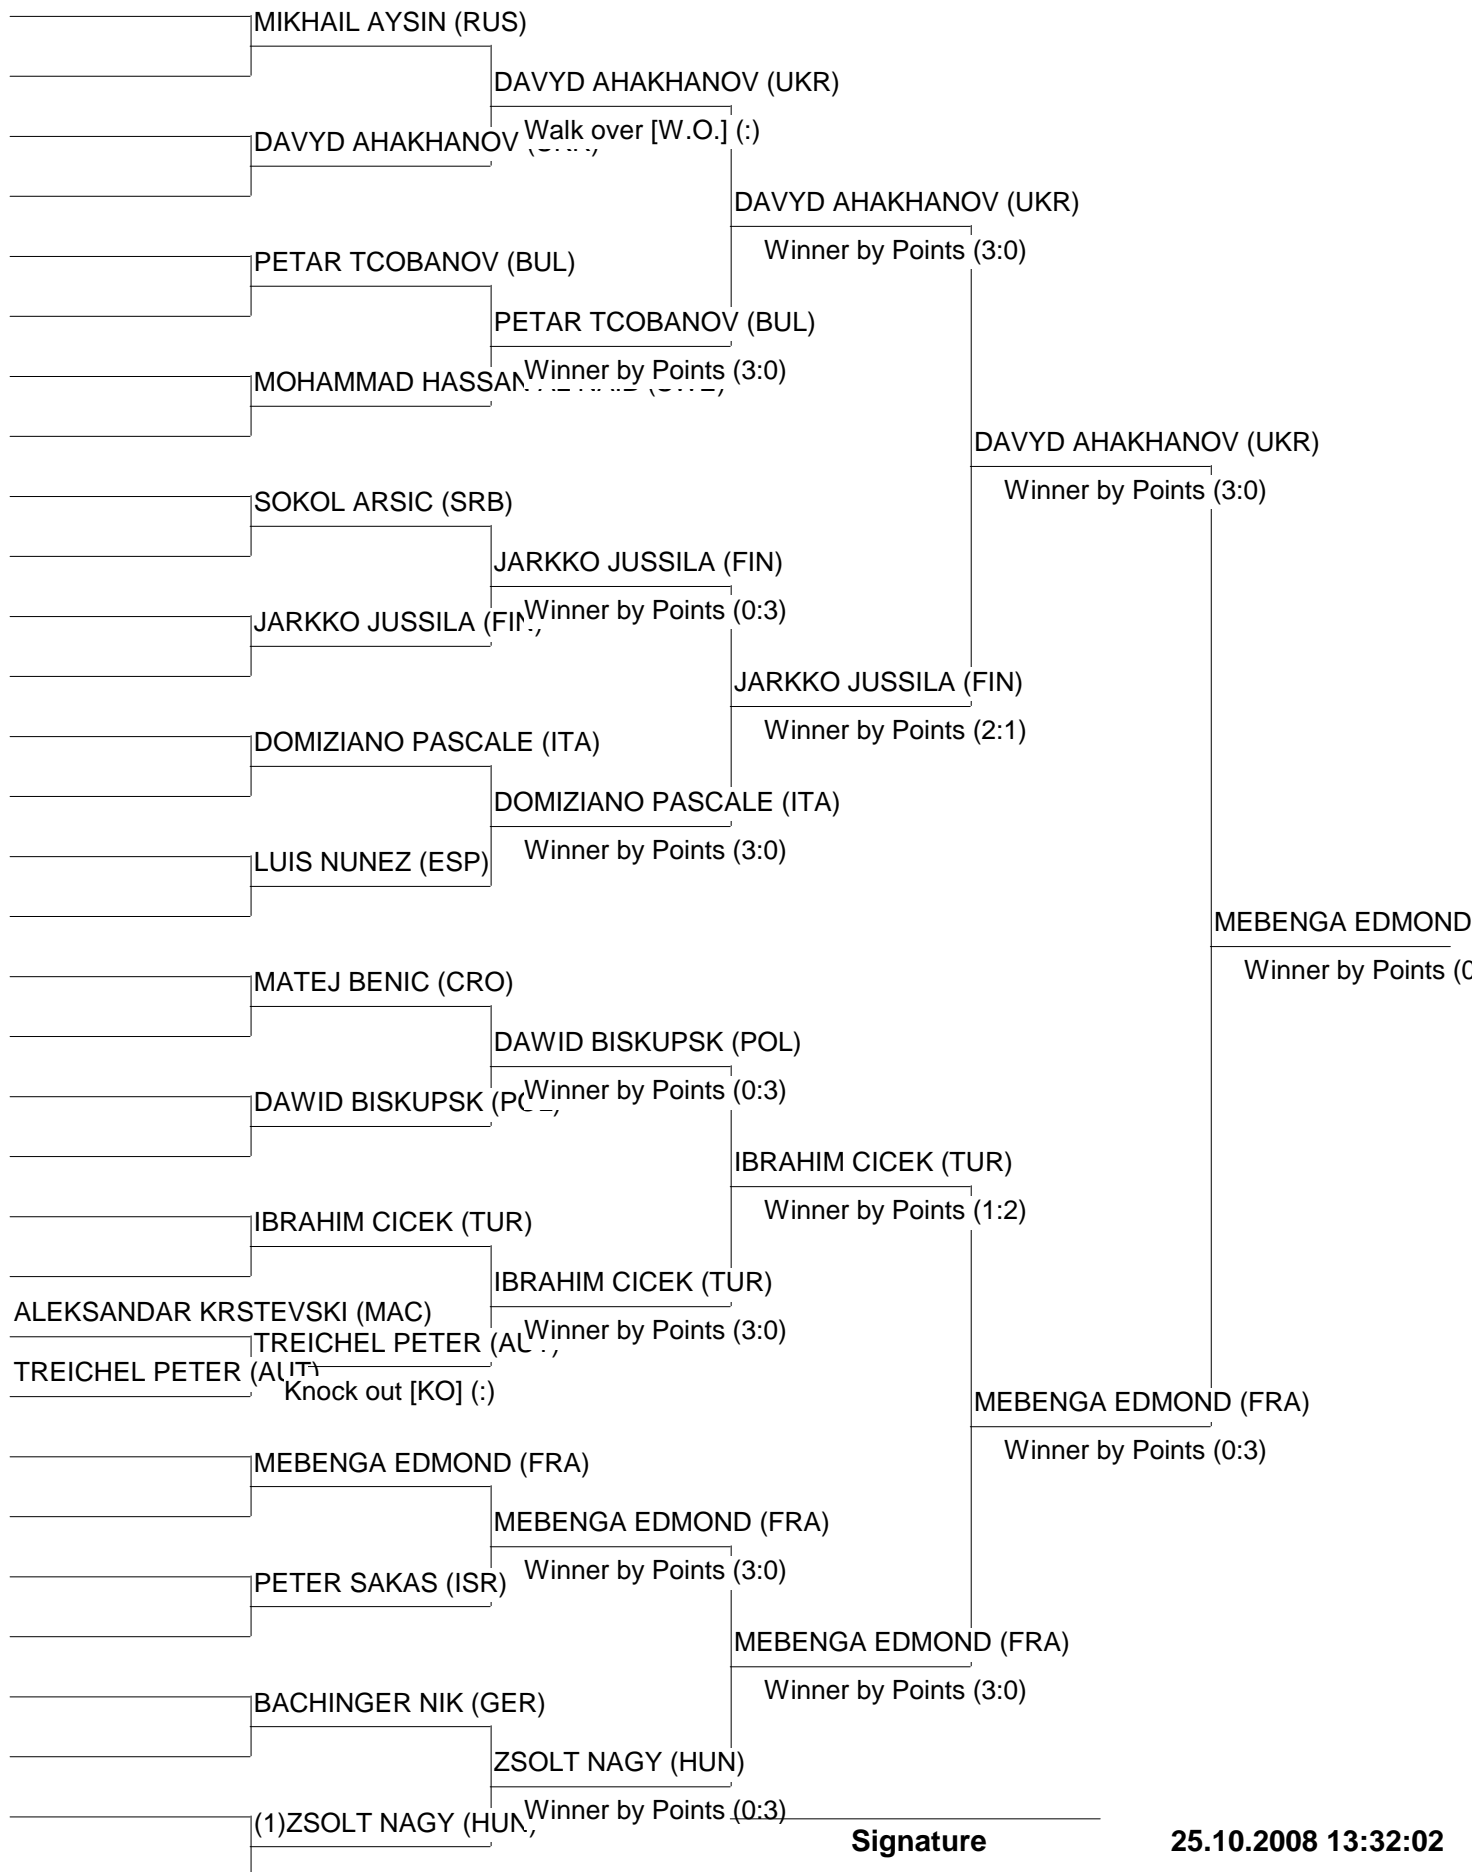 MIKHAIL AYSIN (RUS)
DAVYD AHAKHANOV (UKR)
Walk over [W.O.] (:)
DAVYD AHAKHANOV
DAVYD AHAKHANOV (UKR)
Winner by Points (3:0)
PETAR TCOBANOV (BUL)
PETAR TCOBANOV (BUL)
Winner by Points (3:0)
MOHAMMAD HASSAN
DAVYD AHAKHANOV (UKR)
Winner by Points (3:0)
SOKOL ARSIC (SRB)
JARKKO JUSSILA (FIN)
Winner by Points (0:3)
JARKKO JUSSILA (FIN)
JARKKO JUSSILA (FIN)
Winner by Points (2:1)
DOMIZIANO PASCALE (ITA)
DOMIZIANO PASCALE (ITA)
Winner by Points (3:0)
LUIS NUNEZ (ESP)
MEBENGA EDMOND
Winner by Points (0
MATEJ BENIC (CRO)
DAWID BISKUPSK (POL)
Winner by Points (0:3)
DAWID BISKUPSK (POL)
IBRAHIM CICEK (TUR)
Winner by Points (1:2)
IBRAHIM CICEK (TUR)
IBRAHIM CICEK (TUR)
Winner by Points (3:0)
ALEKSANDAR KRSTEVSKI (MAC)
TREICHEL PETER (AUT)
TREICHEL PETER (AUT)
Knock out [KO] (:)
MEBENGA EDMOND (FRA)
Winner by Points (0:3)
MEBENGA EDMOND (FRA)
MEBENGA EDMOND (FRA)
Winner by Points (3:0)
PETER SAKAS (ISR)
MEBENGA EDMOND (FRA)
Winner by Points (3:0)
BACHINGER NIK (GER)
ZSOLT NAGY (HUN)
Winner by Points (0:3)
(1)ZSOLT NAGY (HUN)
Signature
25.10.2008 13:32:02